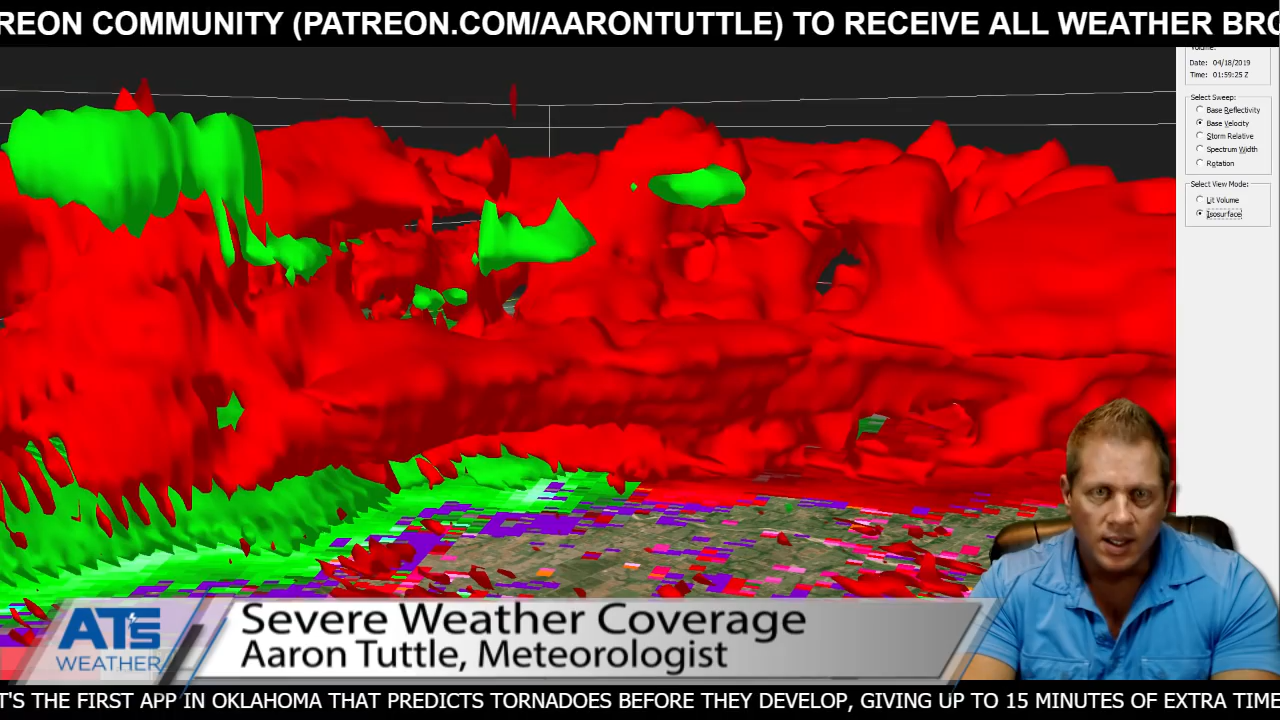 REON COMMUNITY (PATREON.COM/AARONTUTTLE) TO RECEIVE ALL WEATHER BRO
Volume:
Date: 04/18/2019
Time: 01:59:25 Z
Select Sweep:
Base Reflectivity
Base Velocity
Storm Relative
Spectrum Width
Rotation
Select View Mode:
Lit Volume
Isosurface
ATS
WEATHER
Severe Weather Coverage
Aaron Tuttle, Meteorologist
T'S THE FIRST APP IN OKLAHOMA THAT PREDICTS TORNADOES BEFORE THEY DEVELOP, GIVING UP TO 15 MINUTES OF EXTRA TIME